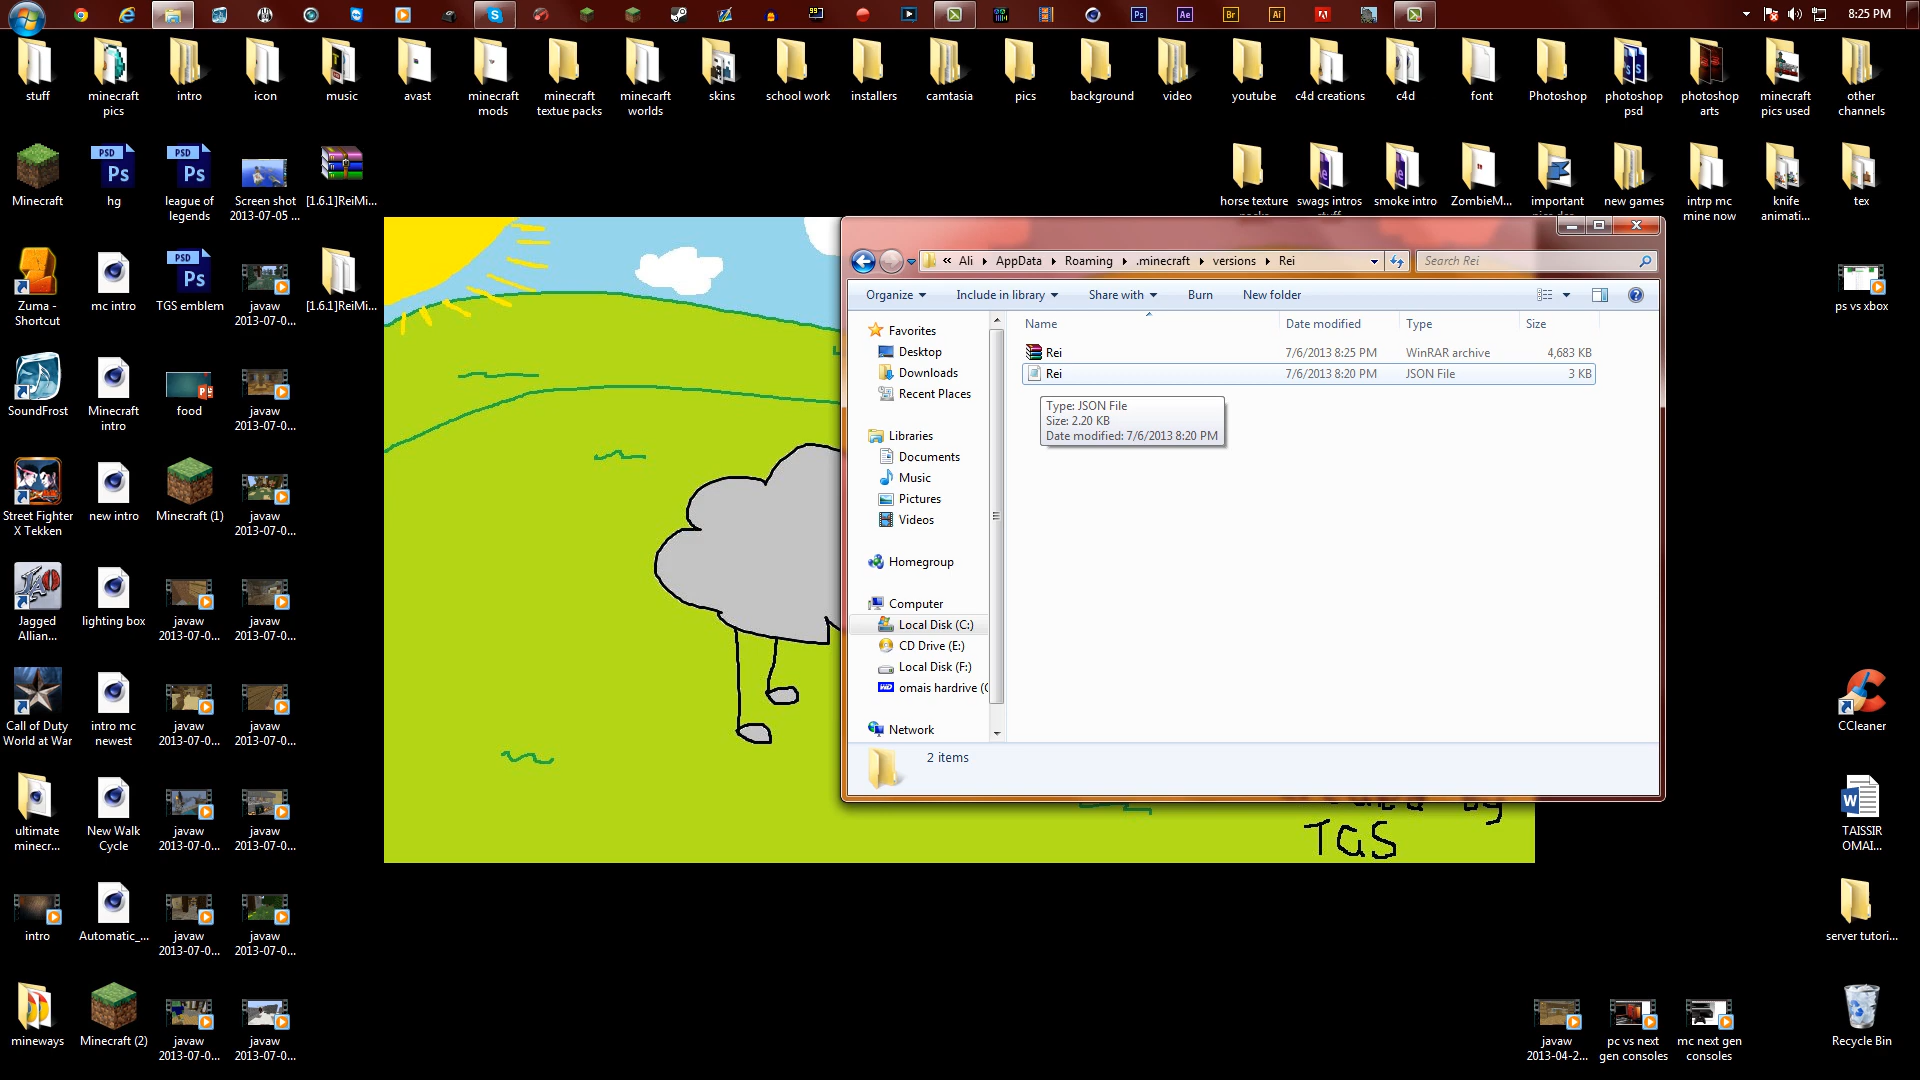 8:25 PM
stuff
minecraft
pics
intro
icon
music
avast
minecraft
mods
minecraft
textue packs
minecarft
worlds
skins
school work
installers
camtasia
pics
background
video
youtube
c4d creations
c4d
font
Photoshop
photoshop
psd
photoshop
arts
minecraft
pics used
other
channels
Minecraft
PSD
Ps
hg
PSD
Ps
league of
legends
Screen shot
2013-07-05 ...
[1.6.1]ReiMi...
horse texture
swags intros
smoke intro
ZombieM...
important
new games
intrp mc
mine now
knife
animati...
tex
Zuma -
Shortcut
mc intro
PSD
Ps
TGS emblem
javaw
2013-07-0...
[1.6.1]ReiMi...
ps vs xbox
« Ali AppData Roaming .minecraft versions Rei
Search Rei
Organize
Include in library
Share with
Burn
New folder
Favorites
Desktop
Downloads
Recent Places
Libraries
Documents
Music
Pictures
Videos
Homegroup
Computer
Local Disk (C:)
CD Drive (E:)
Local Disk (F:)
omais hardrive (
Network
Name Date modified Type Size
Rei 7/6/2013 8:25 PM WinRAR archive 4,683 KB
Rei 7/6/2013 8:20 PM JSON File 3 KB
Type: JSON File
Size: 2.20 KB
Date modified: 7/6/2013 8:20 PM
2 items
SoundFrost
Minecraft
intro
food
javaw
2013-07-0...
Street Fighter
X Tekken
new intro
Minecraft (1)
javaw
2013-07-0...
Jagged
Allian...
lighting box
javaw
2013-07-0...
javaw
2013-07-0...
Call of Duty
World at War
intro mc
newest
javaw
2013-07-0...
javaw
2013-07-0...
CCleaner
ultimate
minecr...
New Walk
Cycle
javaw
2013-07-0...
javaw
2013-07-0...
by
TGS
TAISSIR
OMAI...
intro
Automatic_...
javaw
2013-07-0...
javaw
2013-07-0...
server tutori...
mineways
Minecraft (2)
javaw
2013-07-0...
javaw
2013-07-0...
javaw
2013-04-2...
pc vs next
gen consoles
mc next gen
consoles
Recycle Bin